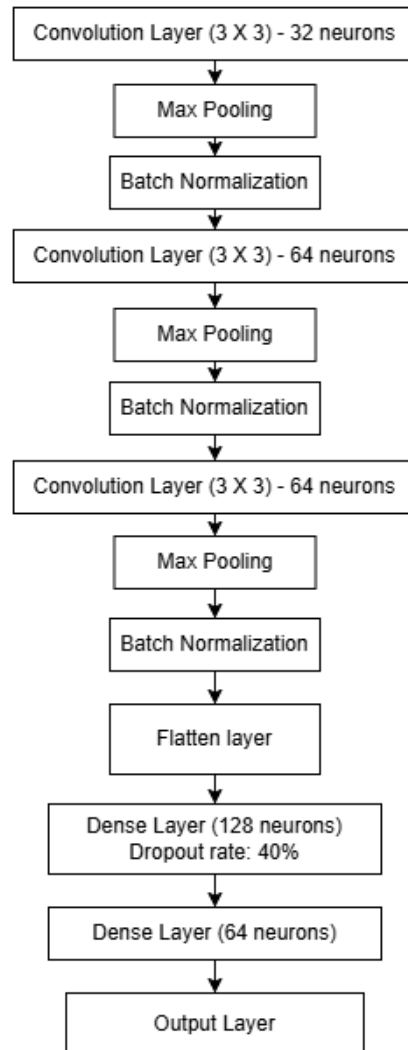 Convolution Layer (3 X 3) - 32 neurons
Max Pooling
Batch Normalization
Convolution Layer (3 X 3) - 64 neurons
Max Pooling
Batch Normalization
Convolution Layer (3 X 3) - 64 neurons
Max Pooling
Batch Normalization
Flatten layer
Dense Layer (128 neurons)
Dropout rate: 40%
Dense Layer (64 neurons)
Output Layer